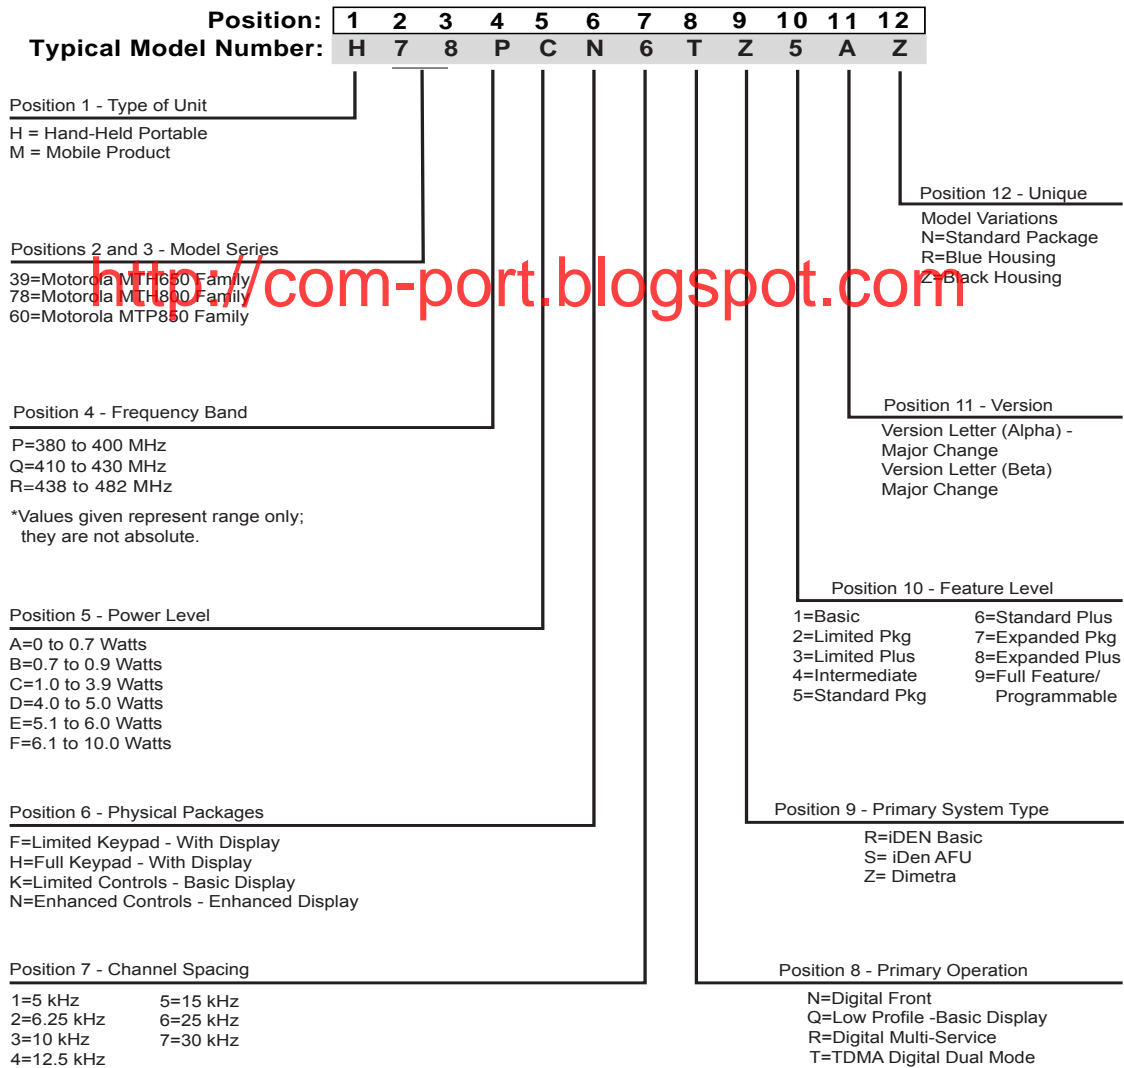 Position: 1 2 3 4 5 6 7 8 9 10 11 12
Typical Model Number: H 7 8 P C N 6 T Z 5 A Z
Position 1 - Type of Unit
H = Hand-Held Portable
M = Mobile Product
Position 12 - Unique
Model Variations
N=Standard Package
R=Blue Housing
Z=Black Housing
Positions 2 and 3 - Model Series
39=Motorola MTH650 Family
78=Motorola MTH800 Family
60=Motorola MTP850 Family
http://com-port.blogspot.com
Position 4 - Frequency Band
P=380 to 400 MHz
Q=410 to 430 MHz
R=438 to 482 MHz
*Values given represent range only;
they are not absolute.
Position 11 - Version
Version Letter (Alpha) -
Major Change
Version Letter (Beta)
Major Change
Position 5 - Power Level
A=0 to 0.7 Watts
B=0.7 to 0.9 Watts
C=1.0 to 3.9 Watts
D=4.0 to 5.0 Watts
E=5.1 to 6.0 Watts
F=6.1 to 10.0 Watts
Position 10 - Feature Level
1=Basic
2=Limited Pkg
3=Limited Plus
4=Intermediate
5=Standard Pkg
6=Standard Plus
7=Expanded Pkg
8=Expanded Plus
9=Full Feature/
Programmable
Position 6 - Physical Packages
F=Limited Keypad - With Display
H=Full Keypad - With Display
K=Limited Controls - Basic Display
N=Enhanced Controls - Enhanced Display
Position 9 - Primary System Type
R=iDEN Basic
S= iDen AFU
Z= Dimetra
Position 7 - Channel Spacing
1=5 kHz
2=6.25 kHz
3=10 kHz
4=12.5 kHz
5=15 kHz
6=25 kHz
7=30 kHz
Position 8 - Primary Operation
N=Digital Front
Q=Low Profile -Basic Display
R=Digital Multi-Service
T=TDMA Digital Dual Mode